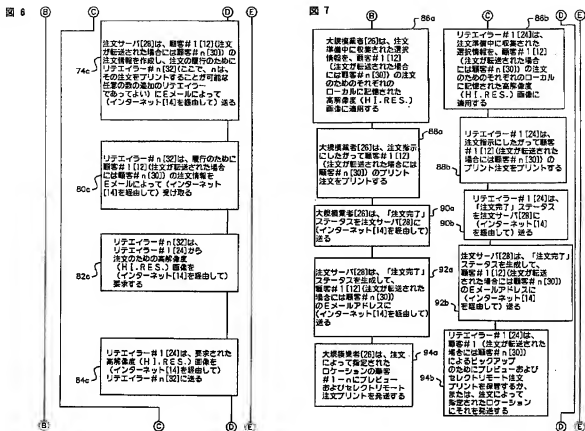 図 6
Ⓑ
Ⓒ
Ⓓ
Ⓔ
74c
注文サーバ[28]は、顧客#1[12](注文
が転送された場合には顧客#n[30])の
注文情報を作成し、注文の履行のために
リテエイラー#n[32](ここで、nは、
その注文をプリントすることが可能な
任意の数の追加のリテエイラー
であってよい)にEメールによって
(インターネット[14]を経由して)送る
80c
リテエイラー#n[32]は、履行のために
顧客#1[12](注文が転送された場合
には顧客#n[30])の注文情報を
Eメールによって(インターネット
[14]を経由して)受け取る
82c
リテエイラー#n[32]は、
リテエイラー#1[24]から
注文のための高解像度
(HI.RES.)画像を
(インターネット[14]を経由して)
要求する
84c
リテエイラー#1[24]は、要求された
高解像度(HI.RES.)画像を
(インターネット[14]を経由して)
リテエイラー#n[32]に送る
Ⓑ
Ⓒ
Ⓓ
Ⓔ
図 7
Ⓑ
Ⓒ
Ⓓ
Ⓔ
86a
大規模業者[26]は、注文
準備中に収集された選択
情報を、顧客#1[12]
(注文が転送された場合
には顧客#n[30])の注文
のためのそれぞれの
ローカルに記憶された
高解像度(HI.RES.)画像
に適用する
86b
リテエイラー#1[24]は、
注文準備中に収集された
選択情報を、顧客#1[12]
(注文が転送された場合
には顧客#n[30])の注文
のためのそれぞれのローカル
に記憶された高解像度
(HI.RES.)画像に
適用する
88a
大規模業者[26]は、注文指示
にしたがって顧客#1[12]
(注文が転送された場合には
顧客#n[30])のプリント
注文をプリントする
88b
リテエイラー#1[24]は、
注文指示にしたがって顧客
#1[12](注文が転送された
場合には顧客#n[30])の
プリント注文をプリントする
90a
大規模業者[26]は、「注文完了」
ステータスを注文サーバ[28]に
(インターネット[14]を経由して)
送る
90b
リテエイラー#1[24]
は、「注文完了」ステータス
を注文サーバ[28]に
(インターネット[14]を
経由して)送る
92a
注文サーバ[28]は、「注文完了」
ステータスを生成して、
顧客#1[12](注文が転送された
場合には顧客#n[30])
のEメールアドレスに
(インターネット[14]を経由して)
送る
92b
注文サーバ[28]は、「注文完了」
ステータスを生成して、
顧客#1[12](注文が転送
された場合には顧客#n[30])
のEメールアドレスに
(インターネット[14]
を経由して)送る
94a
大規模業者[26]は、注文
によって指定された
ロケーションの顧客
#1-nにプレビュー
およびセレクトリモート
注文プリントを発送する
94b
リテエイラー#1[24]は、
顧客#1(注文が転送された
場合には顧客#n[30])
によるピックアップ
のためにプレビューおよび
セレクトリモート注文
プリントを保管するか、
または、注文によって
指定されたロケーション
にそれを発送する
Ⓓ
Ⓔ